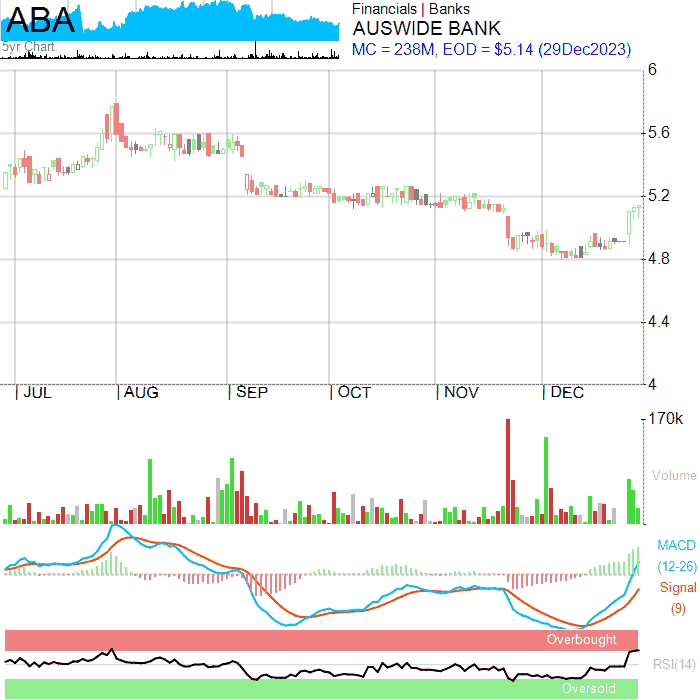 ABA
5yr Chart
Financials | Banks
AUSWIDE BANK
MC = 238M, EOD = $5.14 (29Dec2023)
6
5.6
5.2
4.8
4.4
4
JUL AUG SEP OCT NOV DEC
170k
Volume
MACD
(12-26)
Signal
(9)
Overbought
RSI(14)
Oversold